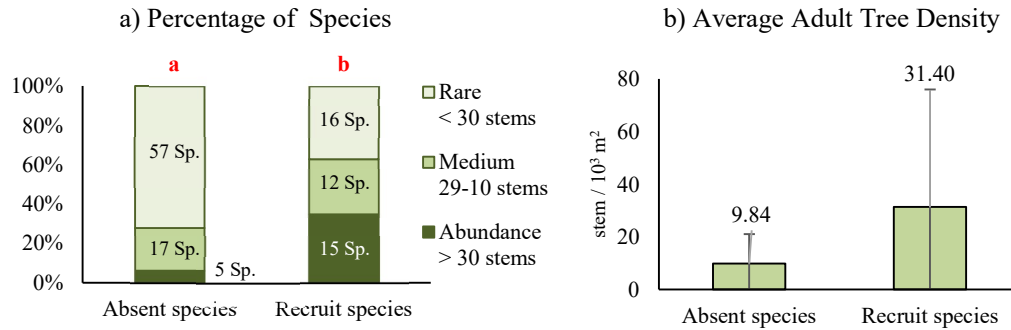 a) Percentage of Species
a
b
100%
80%
60%
40%
20%
0%
57 Sp.
17 Sp.
5 Sp.
16 Sp.
12 Sp.
15 Sp.
Absent species
Recruit species
Rare
< 30 stems
Medium
29-10 stems
Abundance
> 30 stems
b) Average Adult Tree Density
stem / 10³ m²
80
60
40
20
0
9.84
31.40
Absent species
Recruit species